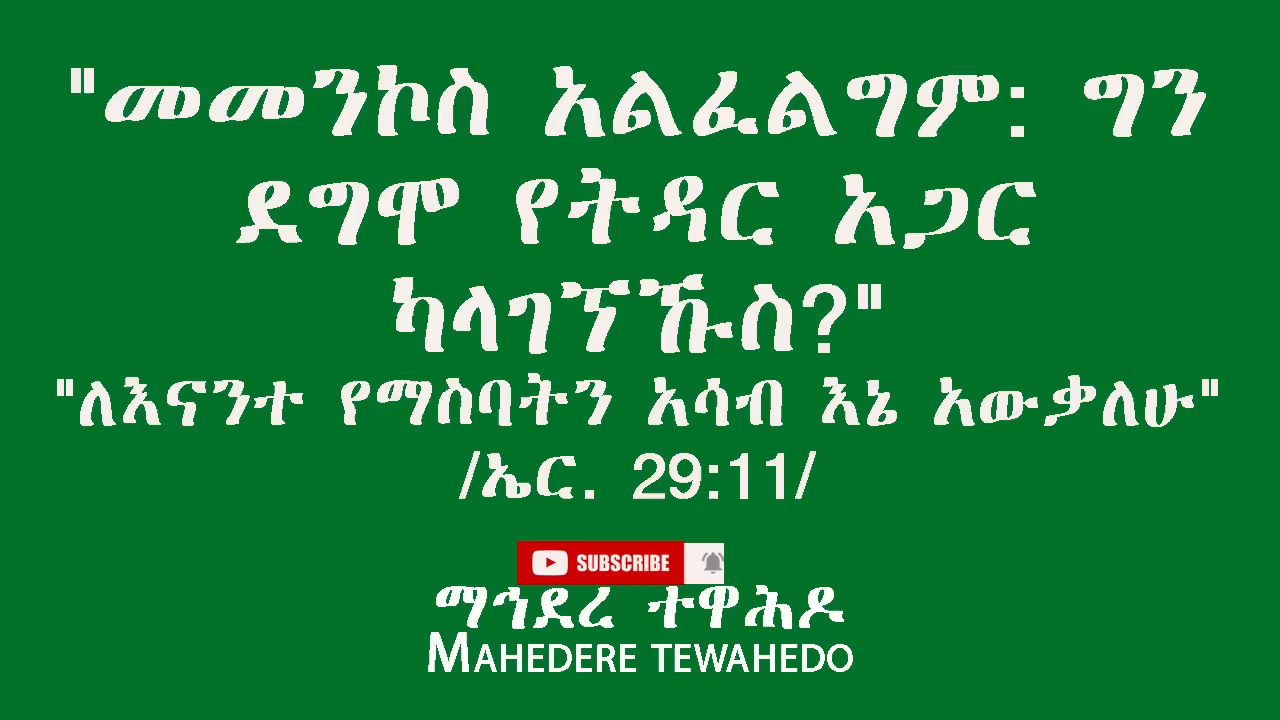 "መመንኮስ አልፈልግም: ግን
ደግሞ የትዳር አጋር
ካላገኘኹስ?"
"ለእናንተ የማስባትን አሳብ እኔ አውቃለሁ"
/ኤር. 29:11/
SUBSCRIBE
ማኅደረ ተዋሕዶ
MAHEDERE TEWAHEDO